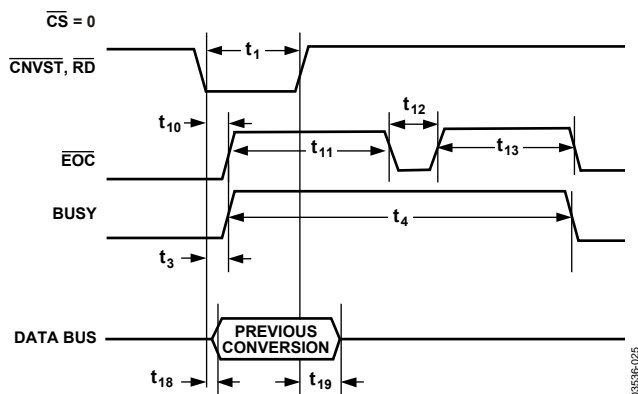 CS = 0
t1
CNVST, RD
t10
t12
EOC
t11
t13
BUSY
t4
t3
DATA BUS
PREVIOUS
CONVERSION
t18
t19
03536-025